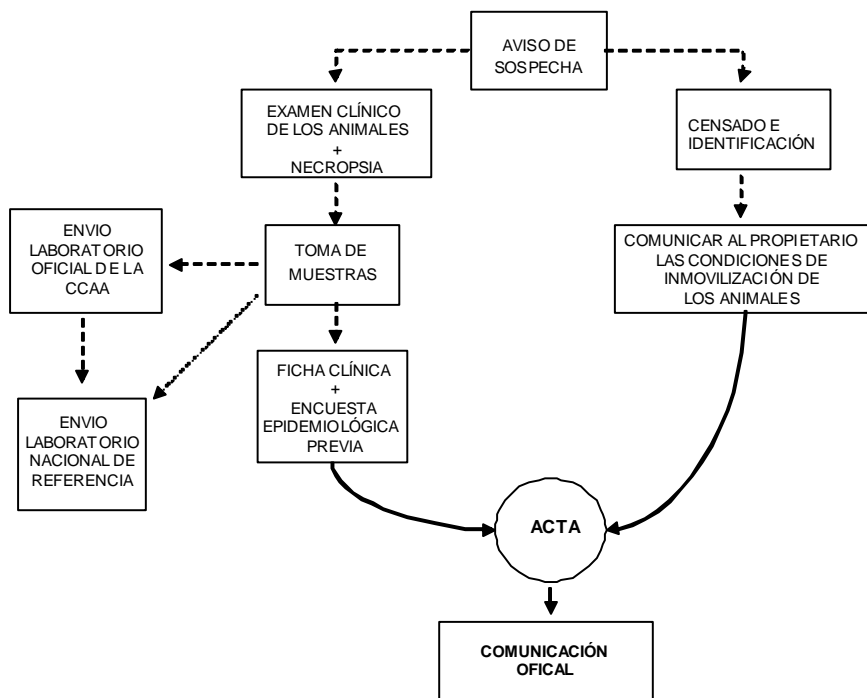 AVISO DE
SOSPECHA
EXAMEN CLÍNICO
DE LOS ANIMALES
+
NECROPSIA
CENSADO E
IDENTIFICACIÓN
ENVIO
LABORATORIO
OFICIAL DE LA
CCAA
TOMA DE
MUESTRAS
COMUNICAR AL PROPIETARIO
LAS CONDICIONES DE
INMOVILIZACIÓN DE
LOS ANIMALES
FICHA CLÍNICA
+
ENCUESTA
EPIDEMIOLÓGICA
PREVIA
ENVIO
LABORATORIO
NACIONAL DE
REFERENCIA
ACTA
COMUNICACIÓN
OFICAL